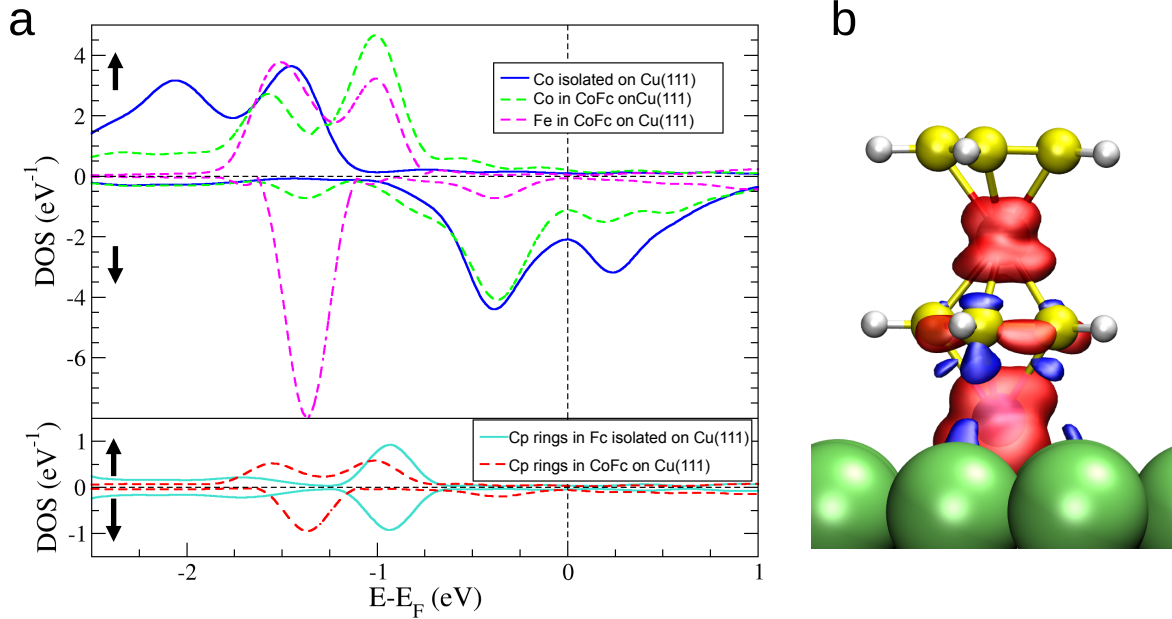 a
b
DOS (eV-1)
4
2
0
-2
-4
-6
Co isolated on Cu(111)
Co in CoFc onCu(111)
Fe in CoFc on Cu(111)
DOS (eV-1)
1
0
-1
Cp rings in Fc isolated on Cu(111)
Cp rings in CoFc on Cu(111)
-2
-1
0
1
E-EF (eV)